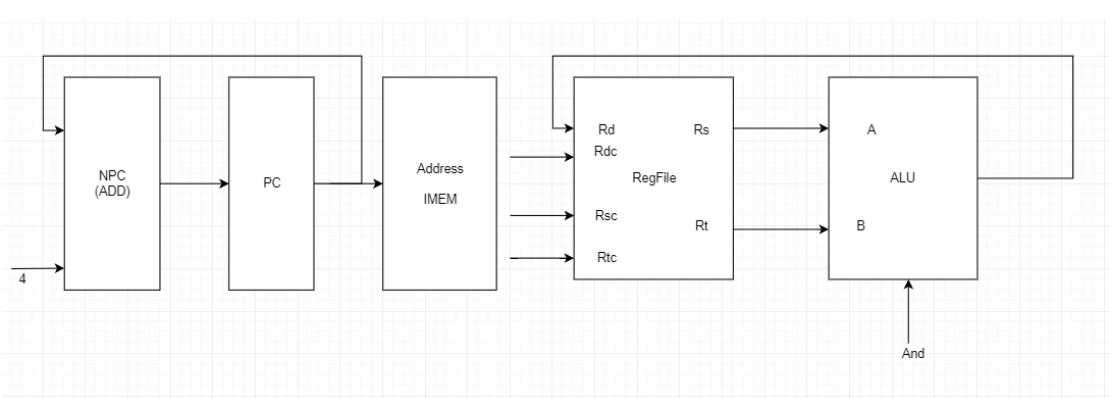 4
NPC
(ADD)
PC
Address
IMEM
Rd
Rdc
Rsc
Rtc
RegFile
Rs
Rt
A
B
ALU
And